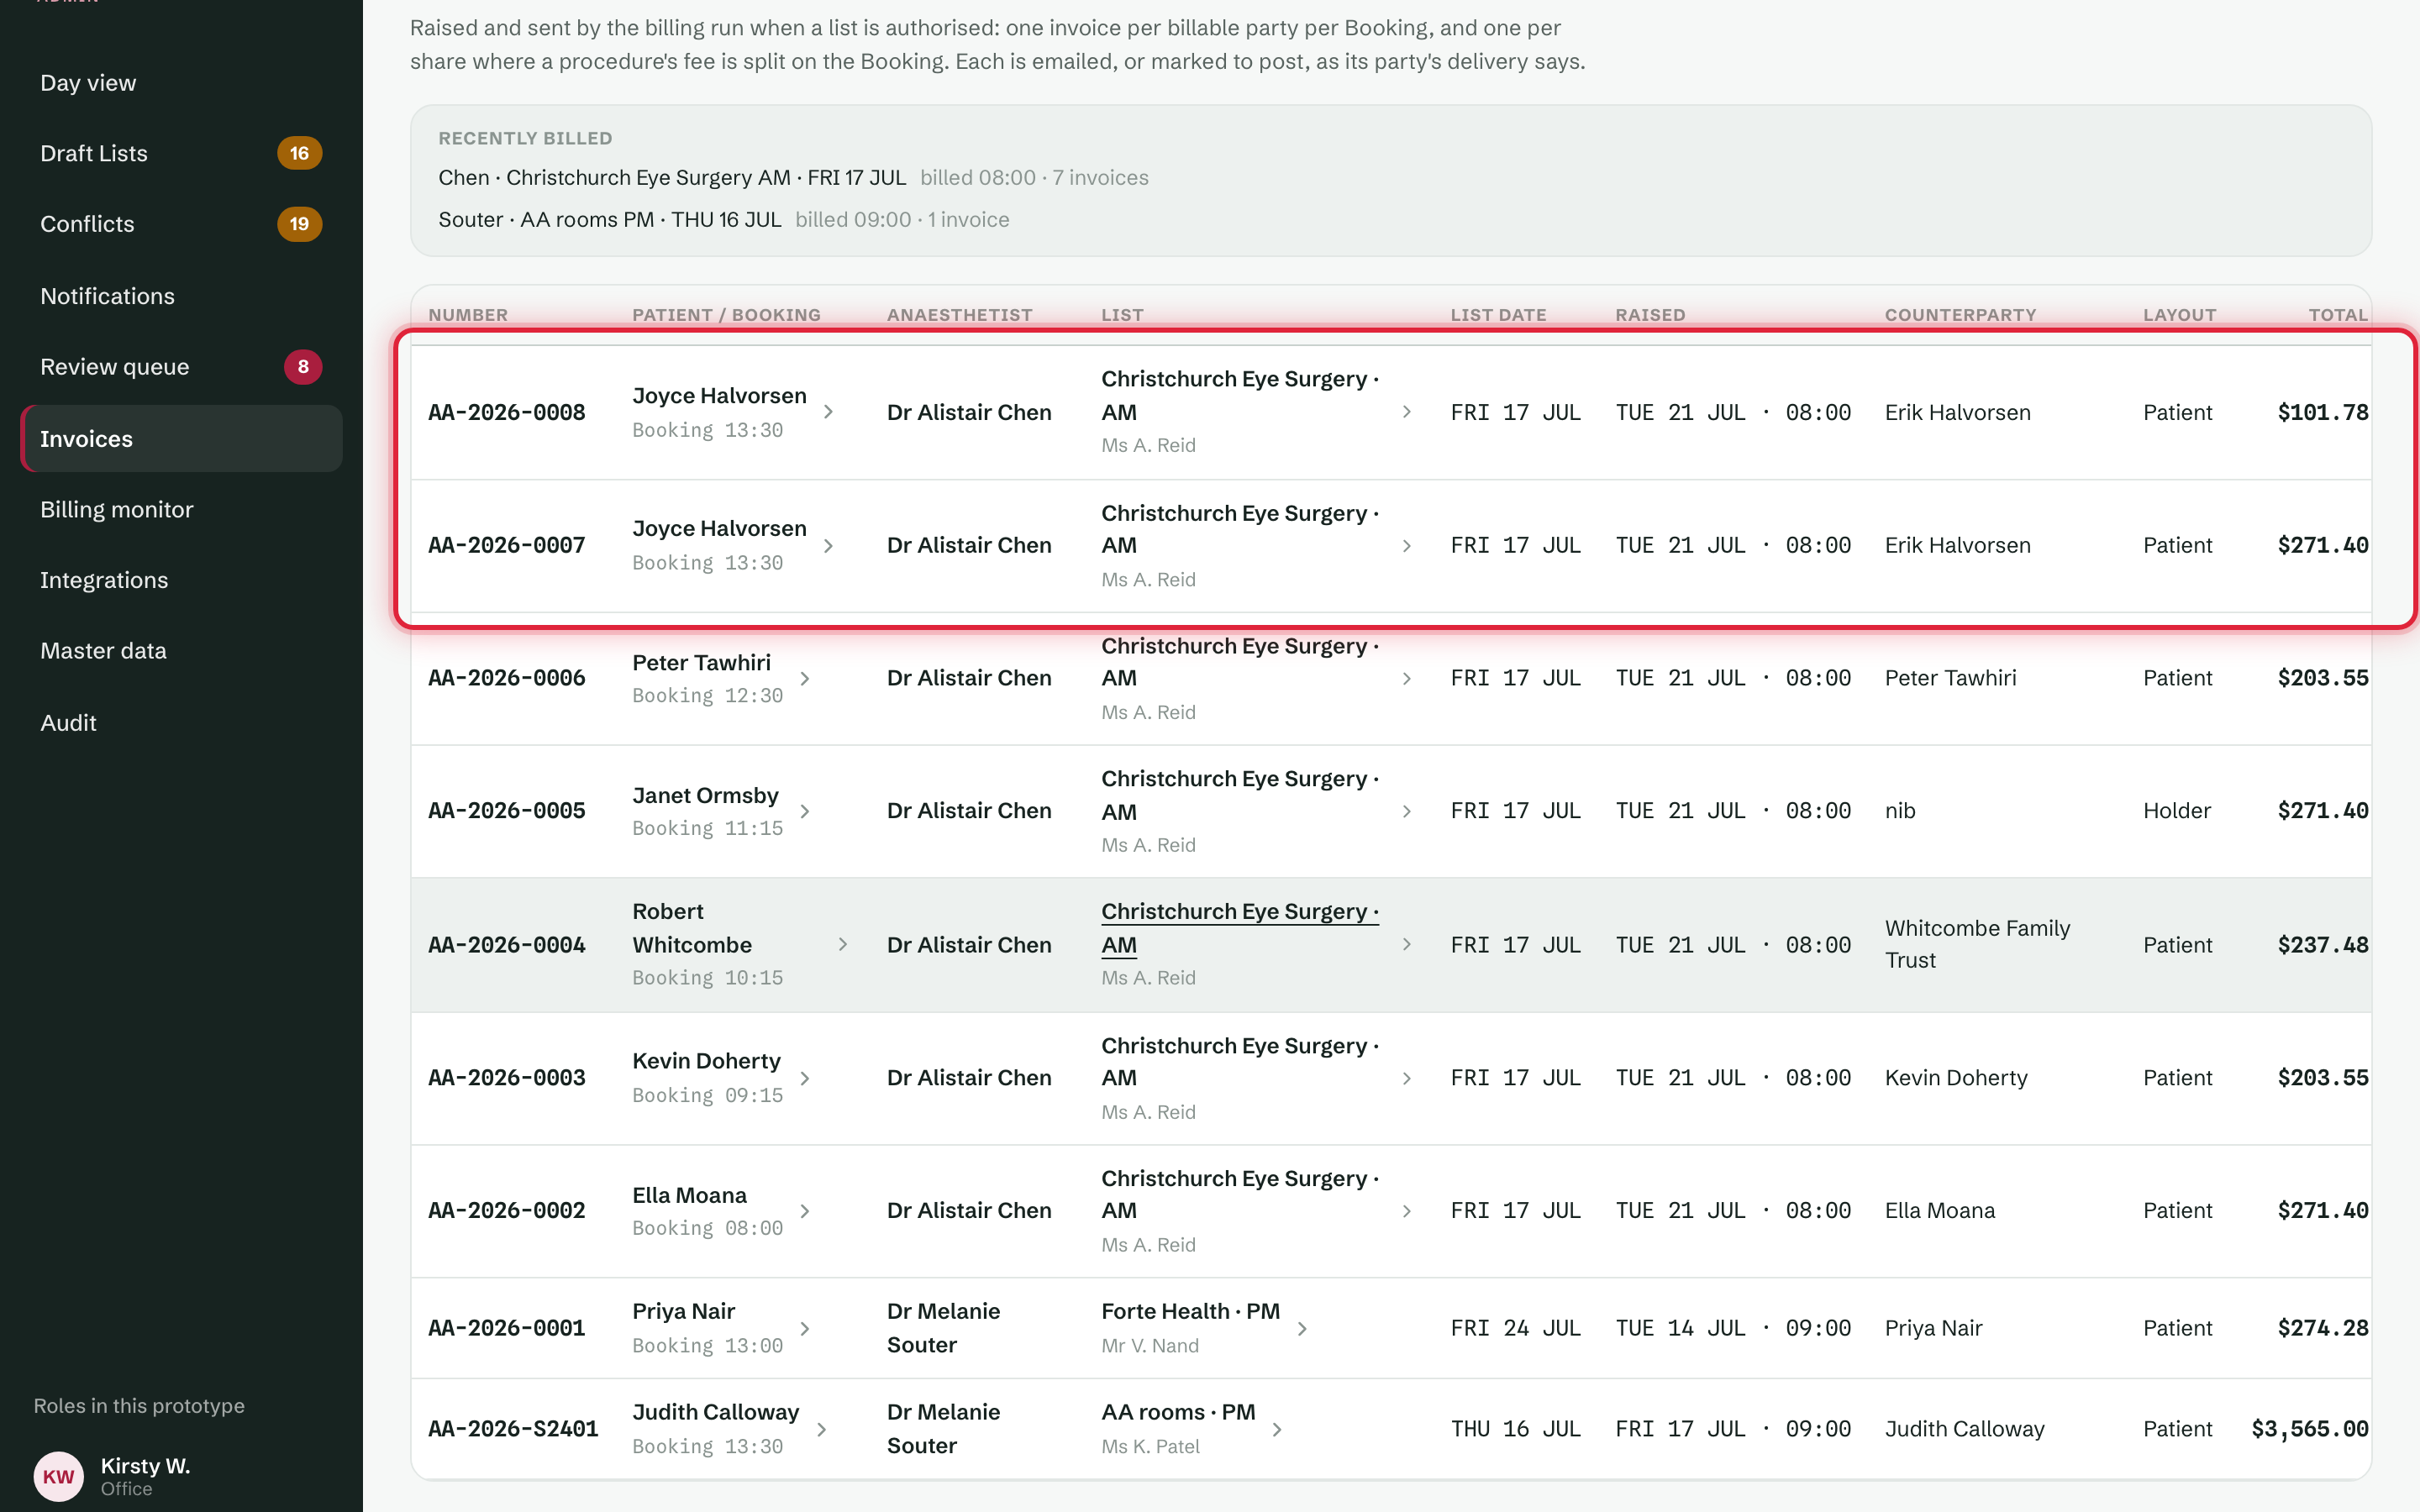 Day view
Draft Lists 16
Conflicts 19
Notifications
Review queue 8
Invoices
Billing monitor
Integrations
Master data
Audit
Roles in this prototype
KW
Kirsty W.
Office
Raised and sent by the billing run when a list is authorised: one invoice per billable party per Booking, and one per
share where a procedure's fee is split on the Booking. Each is emailed, or marked to post, as its party's delivery says.
RECENTLY BILLED
Chen · Christchurch Eye Surgery AM · FRI 17 JUL billed 08:00 · 7 invoices
Souter · AA rooms PM · THU 16 JUL billed 09:00 · 1 invoice
NUMBER PATIENT / BOOKING ANAESTHETIST LIST LIST DATE RAISED COUNTERPARTY LAYOUT TOTAL
AA-2026-0008 Joyce Halvorsen Booking 13:30 Dr Alistair Chen Christchurch Eye Surgery · AM Ms A. Reid FRI 17 JUL TUE 21 JUL · 08:00 Erik Halvorsen Patient $101.78
AA-2026-0007 Joyce Halvorsen Booking 13:30 Dr Alistair Chen Christchurch Eye Surgery · AM Ms A. Reid FRI 17 JUL TUE 21 JUL · 08:00 Erik Halvorsen Patient $271.40
AA-2026-0006 Peter Tawhiri Booking 12:30 Dr Alistair Chen Christchurch Eye Surgery · AM Ms A. Reid FRI 17 JUL TUE 21 JUL · 08:00 Peter Tawhiri Patient $203.55
AA-2026-0005 Janet Ormsby Booking 11:15 Dr Alistair Chen Christchurch Eye Surgery · AM Ms A. Reid FRI 17 JUL TUE 21 JUL · 08:00 nib Holder $271.40
AA-2026-0004 Robert Whitcombe Booking 10:15 Dr Alistair Chen Christchurch Eye Surgery · AM Ms A. Reid FRI 17 JUL TUE 21 JUL · 08:00 Whitcombe Family Trust Patient $237.48
AA-2026-0003 Kevin Doherty Booking 09:15 Dr Alistair Chen Christchurch Eye Surgery · AM Ms A. Reid FRI 17 JUL TUE 21 JUL · 08:00 Kevin Doherty Patient $203.55
AA-2026-0002 Ella Moana Booking 08:00 Dr Alistair Chen Christchurch Eye Surgery · AM Ms A. Reid FRI 17 JUL TUE 21 JUL · 08:00 Ella Moana Patient $271.40
AA-2026-0001 Priya Nair Booking 13:00 Dr Melanie Souter Forte Health · PM Mr V. Nand FRI 24 JUL TUE 14 JUL · 09:00 Priya Nair Patient $274.28
AA-2026-S2401 Judith Calloway Booking 13:30 Dr Melanie Souter AA rooms · PM Ms K. Patel THU 16 JUL FRI 17 JUL · 09:00 Judith Calloway Patient $3,565.00